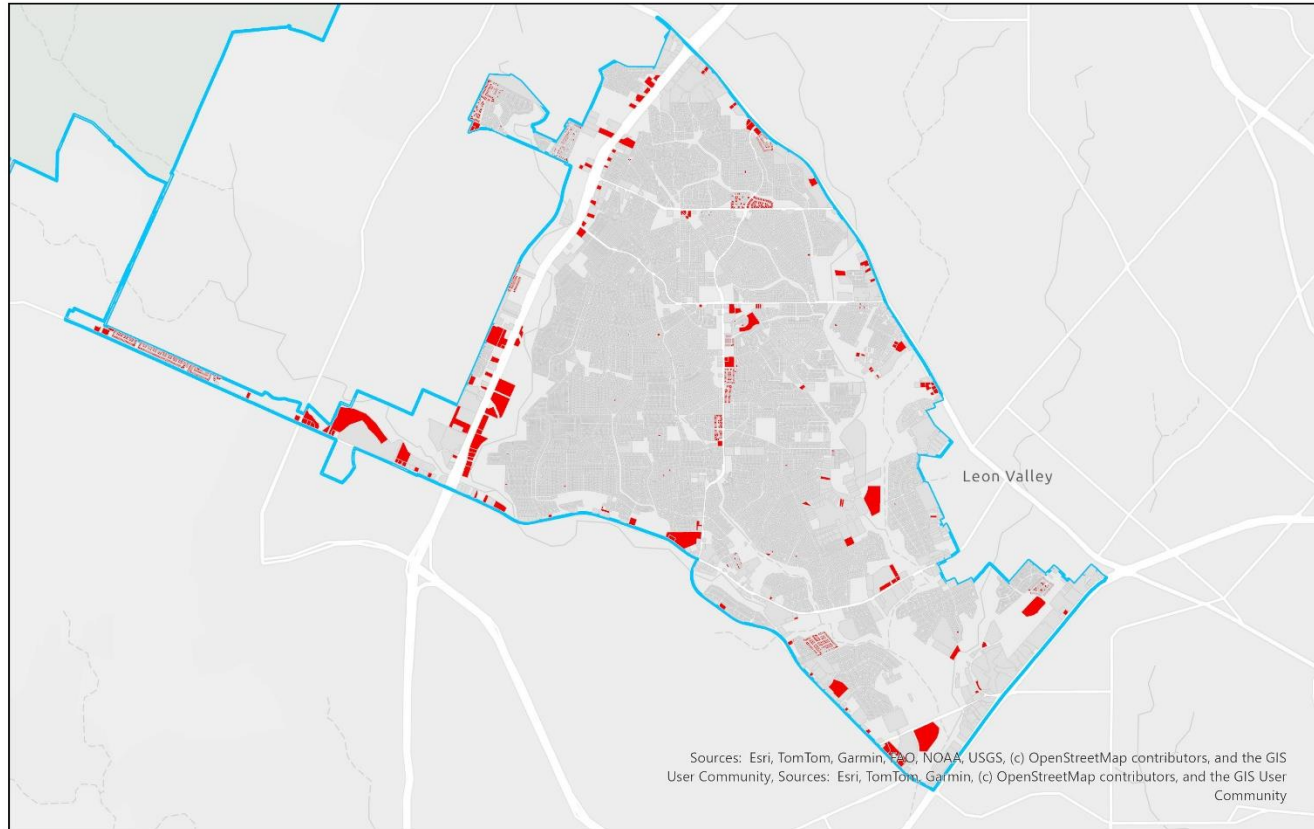 Leon Valley
Sources: Esri, TomTom, Garmin, FAO, NOAA, USGS, (c) OpenStreetMap contributors, and the GIS
User Community, Sources: Esri, TomTom, Garmin, (c) OpenStreetMap contributors, and the GIS User
Community